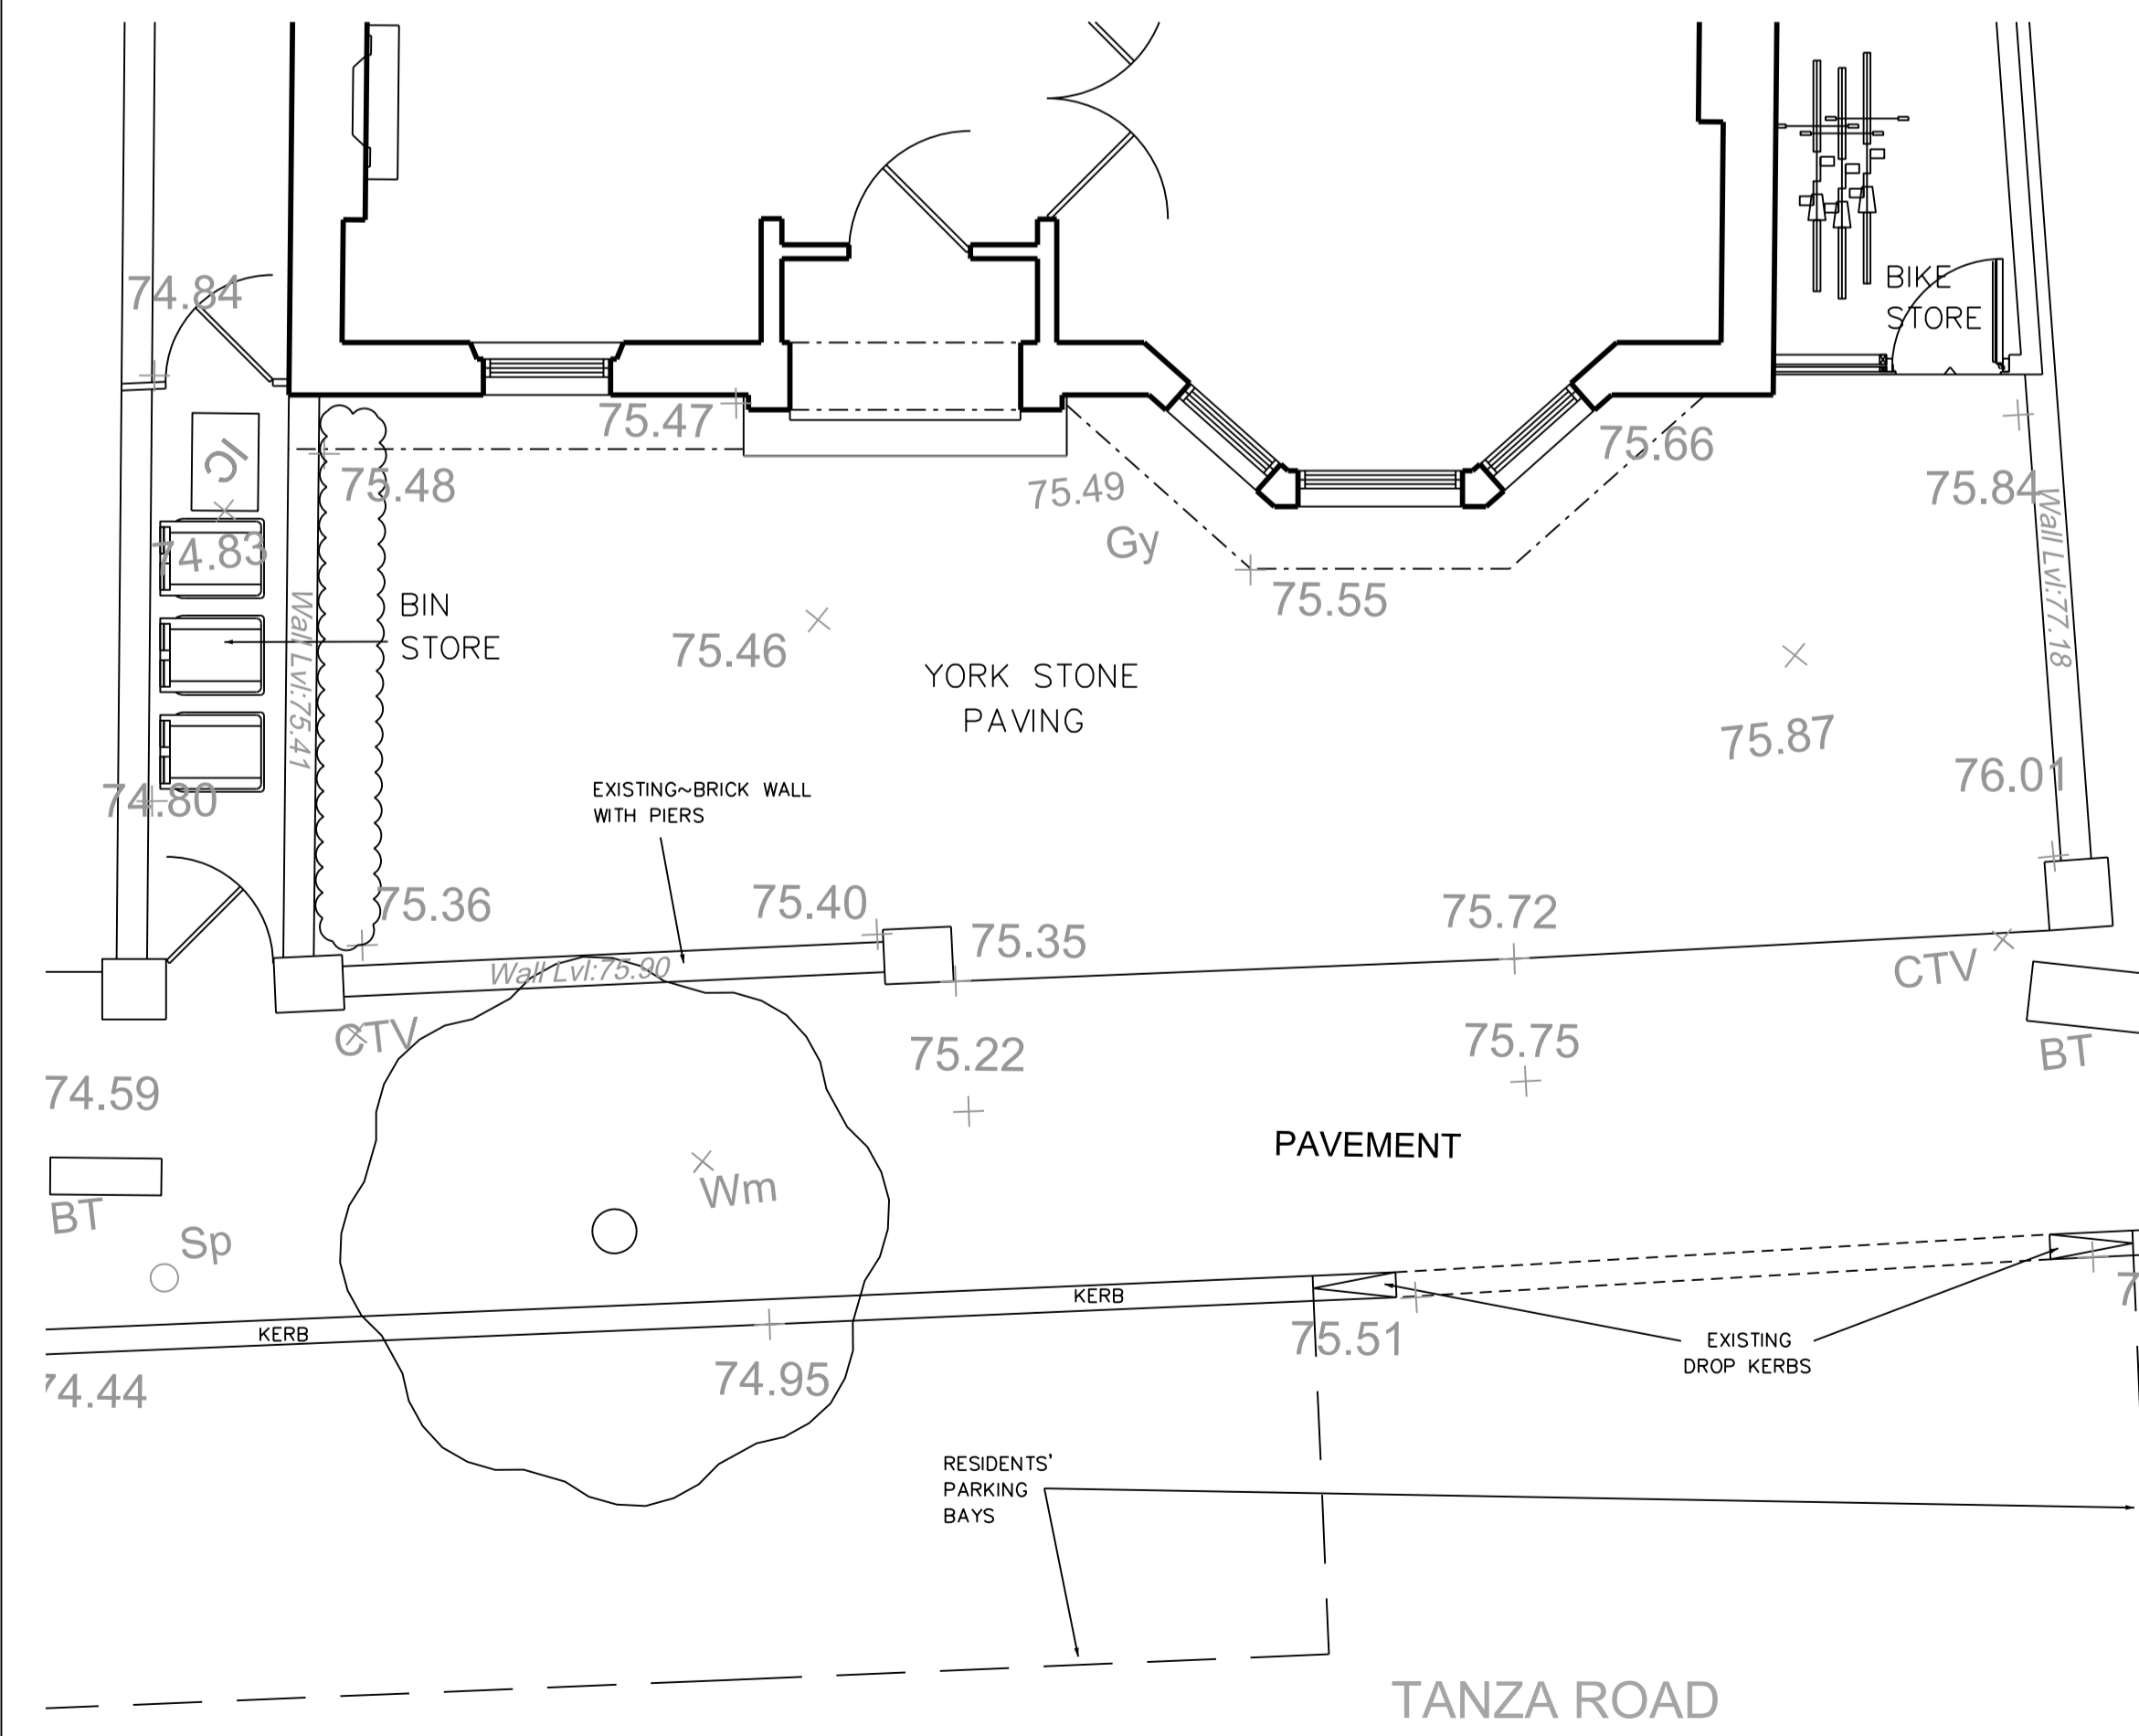 74.84
BIKE
STORE
75.47
IC
75.48
75.49
75.66
75.84
Gy
74.83
Wall Lvl:77.18
75.55
BIN
STORE
Wall Lvl:75.41
75.46
YORK STONE
PAVING
75.87
76.01
74.80
EXISTING~BRICK WALL
WITH PIERS
75.36
75.40
75.35
75.72
Wall Lvl:75.90
CTV
CTV
75.22
75.75
BT
74.59
PAVEMENT
BT
Wm
Sp
KERB
KERB
75.51
EXISTING
DROP KERBS
74.95
74.44
RESIDENTS'
PARKING
BAYS
TANZA ROAD